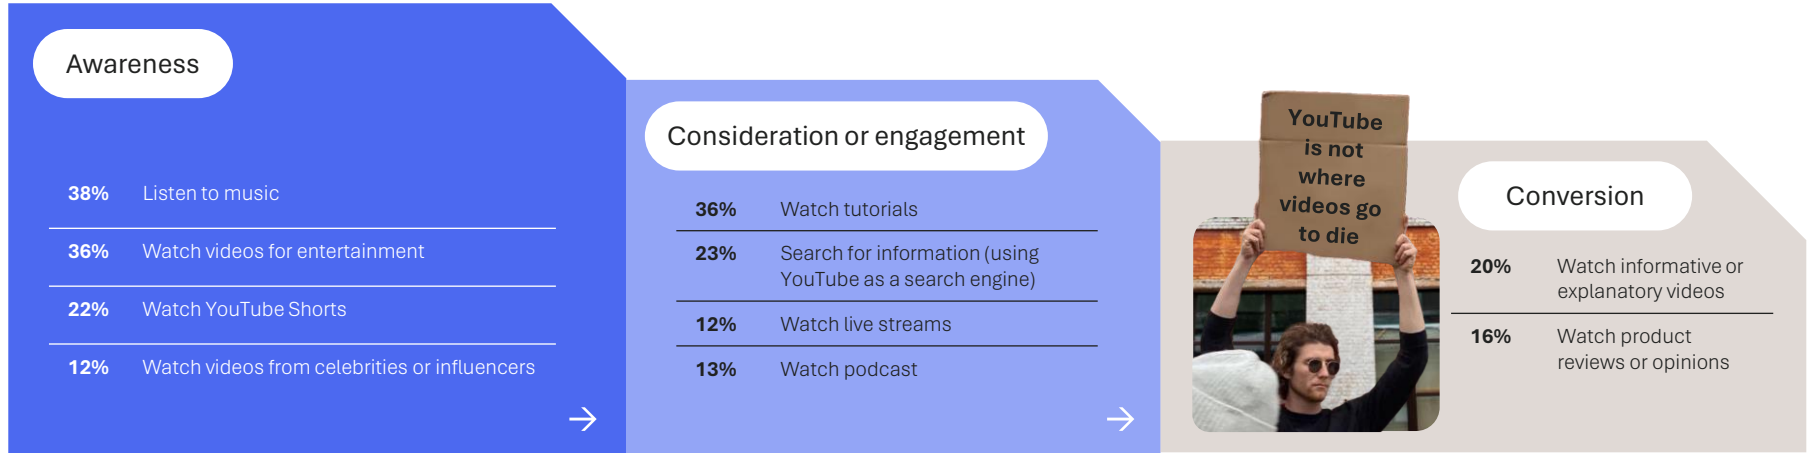 Awareness
38% Listen to music
36% Watch videos for entertainment
22% Watch YouTube Shorts
12% Watch videos from celebrities or influencers
Consideration or engagement
36% Watch tutorials
23% Search for information (using
YouTube as a search engine)
12% Watch live streams
13% Watch podcast
YouTube
is not
where
videos go
to die
Conversion
20% Watch informative or
explanatory videos
16% Watch product
reviews or opinions